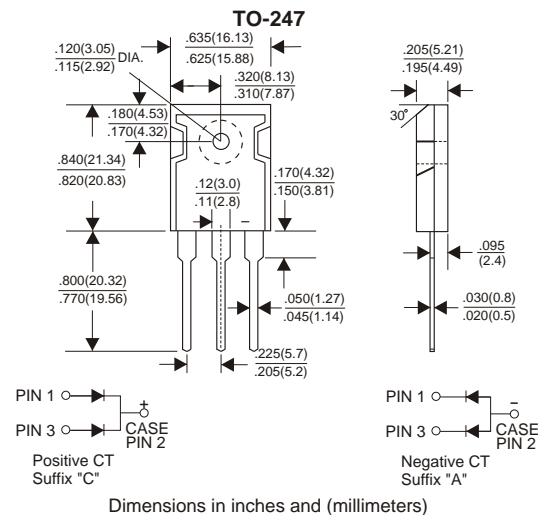 TO-247
.635(16.13)
.625(15.88)
.120(3.05)
.115(2.92)
DIA.
.320(8.13)
.310(7.87)
.205(5.21)
.195(4.49)
.180(4.53)
.170(4.32)
30°
.840(21.34)
.820(20.83)
.12(3.0)
.11(2.8)
.170(4.32)
.150(3.81)
.095
(2.4)
.800(20.32)
.770(19.56)
.050(1.27)
.045(1.14)
.030(0.8)
.020(0.5)
.225(5.7)
.205(5.2)
PIN 1
+
PIN 3
CASE
PIN 2
Positive CT
Suffix "C"
PIN 1
−
PIN 3
CASE
PIN 2
Negative CT
Suffix "A"
Dimensions in inches and (millimeters)